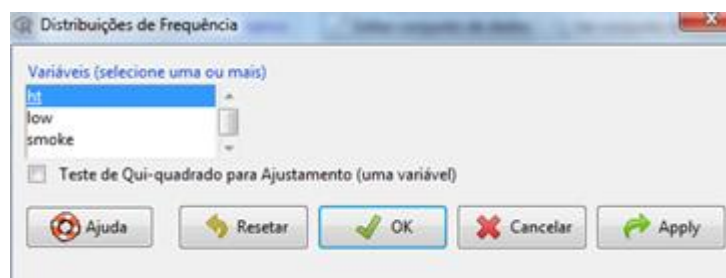 Distribuições de Frequência
Variáveis (selecione uma ou mais)
ht
low
smoke
Teste de Qui-quadrado para Ajustamento (uma variável)
Ajuda
Resetar
OK
Cancelar
Apply